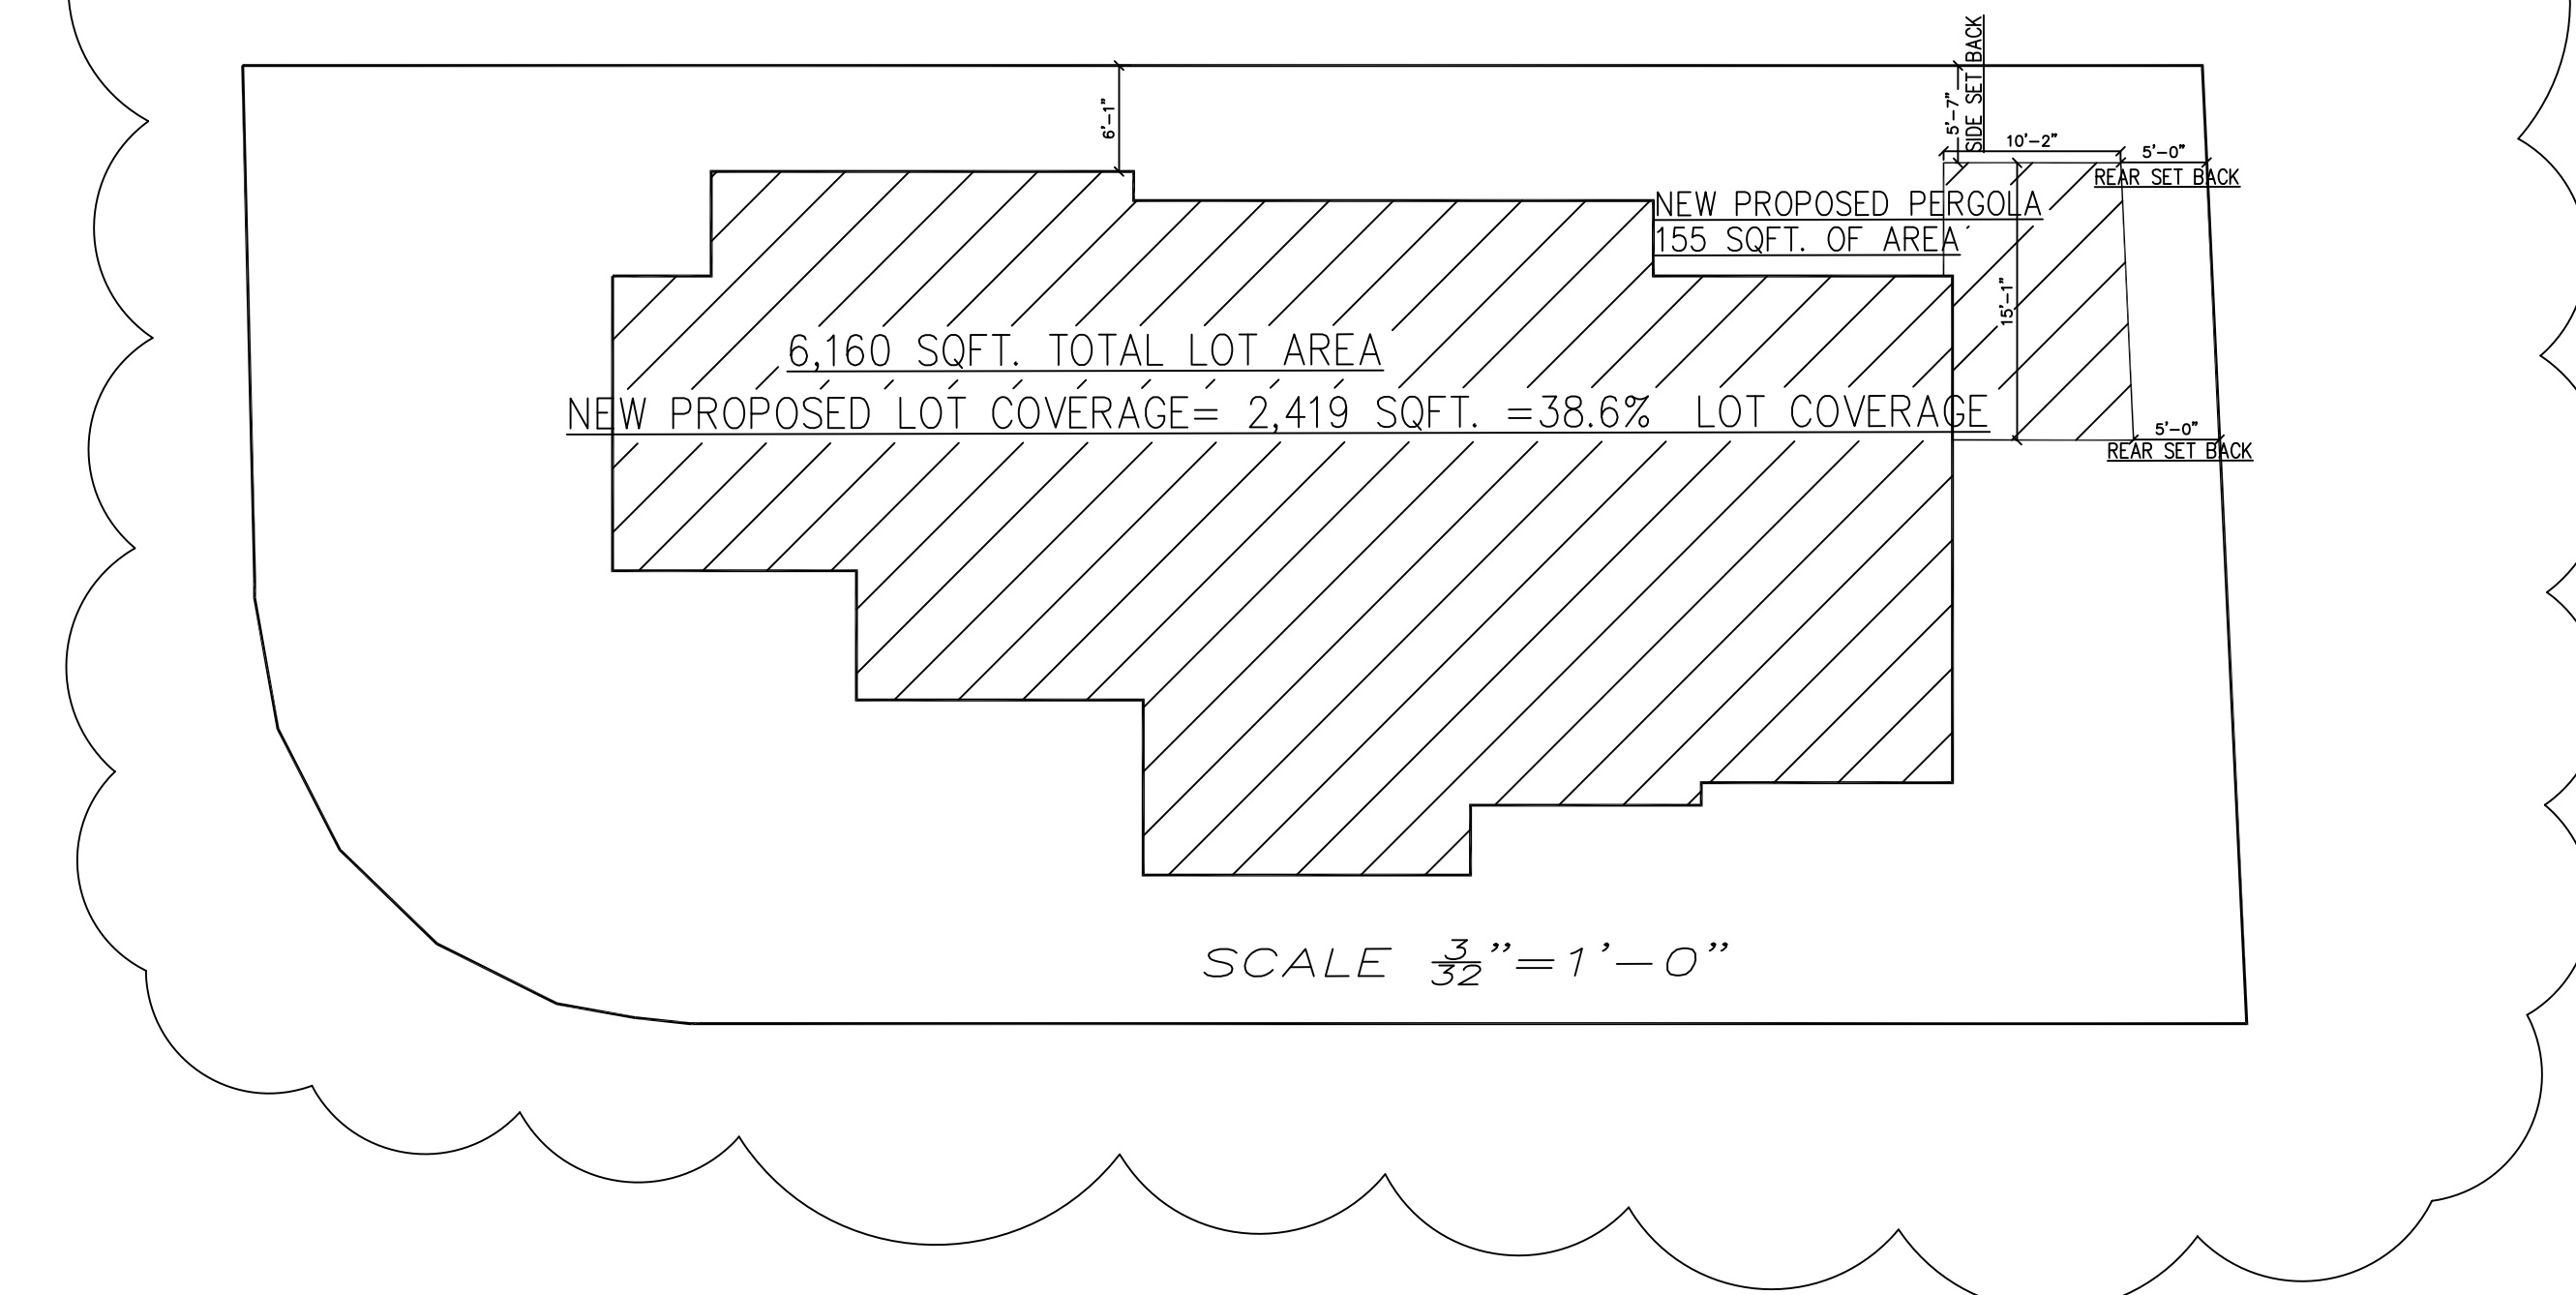 SIDE SET BACK
5'-7"
6'-1"
10'-2"
5'-0"
REAR SET BACK
NEW PROPOSED PERGOLA
155 SQFT. OF AREA
15'-1"
6,160 SQFT. TOTAL LOT AREA
NEW PROPOSED LOT COVERAGE= 2,419 SQFT. =38.6% LOT COVERAGE
5'-0"
REAR SET BACK
SCALE 3/32"=1'-0"